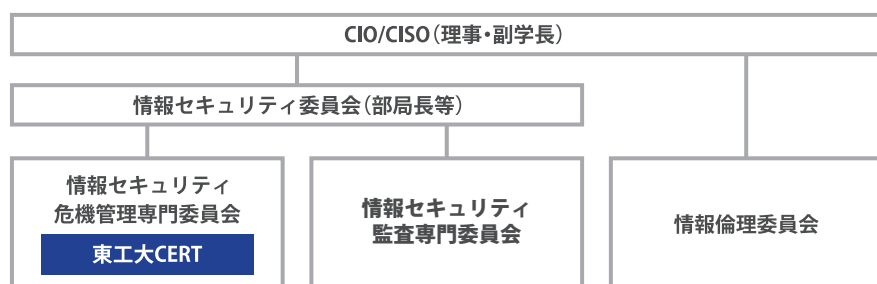 CIO/CISO（理事・副学長）
情報セキュリティ委員会（部局長等）
情報セキュリティ
危機管理専門委員会
東工大CERT
情報セキュリティ
監査専門委員会
情報倫理委員会